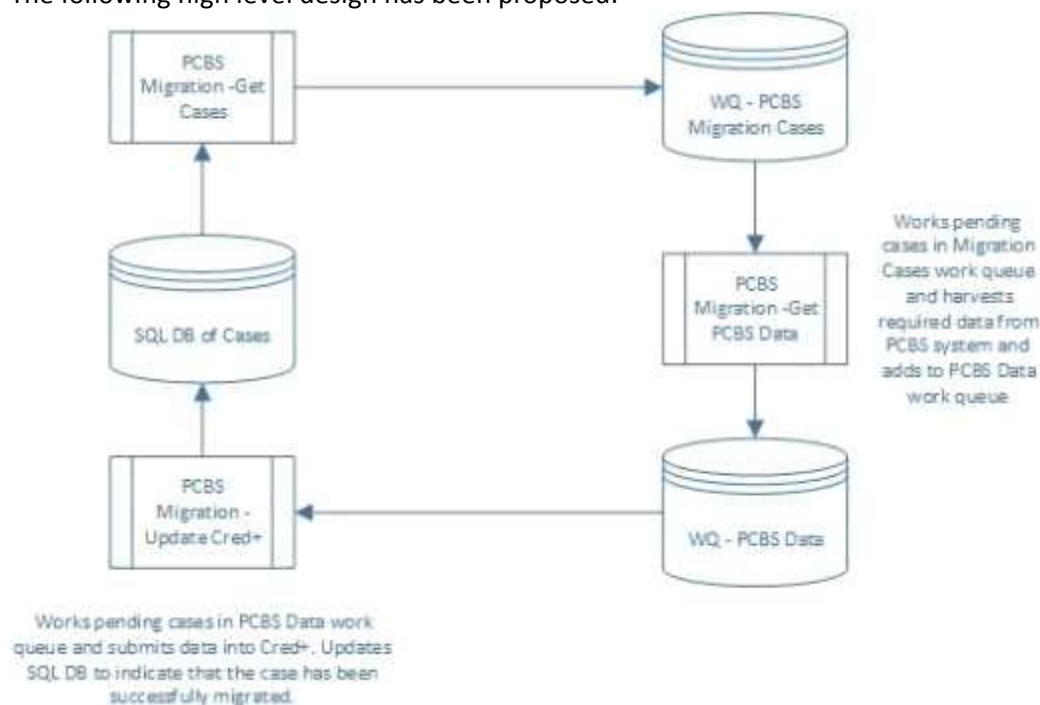 The following high level design has been proposed:
PCBS
Migration -Get
Cases
WQ - PCBS
Migration Cases
Works pending
cases in Migration
Cases work queue
and harvests
required data from
PCBS system and
adds to PCBS Data
work queue
PCBS
Migration -Get
PCBS Data
SQL DB of Cases
PCBS
Migration -
Update Cred+
WQ - PCBS Data
Works pending cases in PCBS Data work
queue and submits data into Cred+. Updates
SQL DB to indicate that the case has been
successfully migrated.